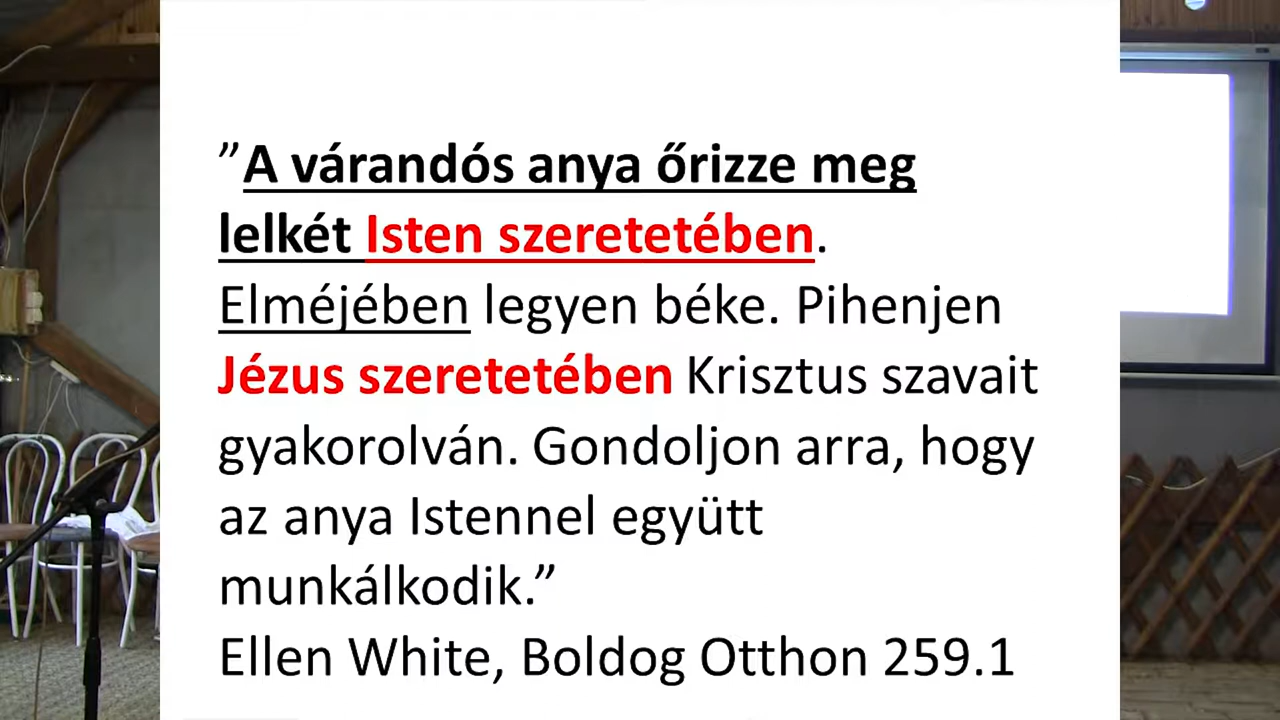 ”A várandós anya őrizze meg
lelkét Isten szeretetében.
Elméjében legyen béke. Pihenjen
Jézus szeretetében Krisztus szavait
gyakorolván. Gondoljon arra, hogy
az anya Istennel együtt
munkálkodik.”
Ellen White, Boldog Otthon 259.1